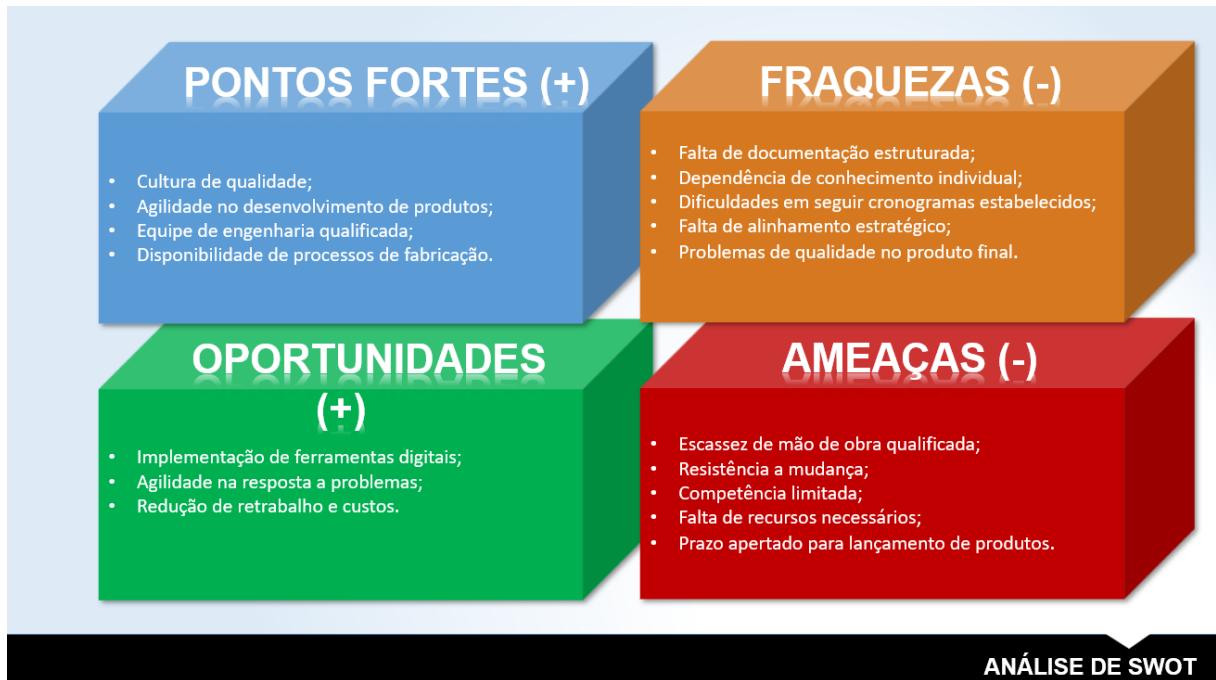 PONTOS FORTES (+)
• Cultura de qualidade;
• Agilidade no desenvolvimento de produtos;
• Equipe de engenharia qualificada;
• Disponibilidade de processos de fabricação.
FRAQUEZAS (-)
• Falta de documentação estruturada;
• Dependência de conhecimento individual;
• Dificuldades em seguir cronogramas estabelecidos;
• Falta de alinhamento estratégico;
• Problemas de qualidade no produto final.
OPORTUNIDADES
(+)
• Implementação de ferramentas digitais;
• Agilidade na resposta a problemas;
• Redução de retrabalho e custos.
AMEAÇAS (-)
• Escassez de mão de obra qualificada;
• Resistência a mudança;
• Competência limitada;
• Falta de recursos necessários;
• Prazo apertado para lançamento de produtos.
ANÁLISE DE SWOT